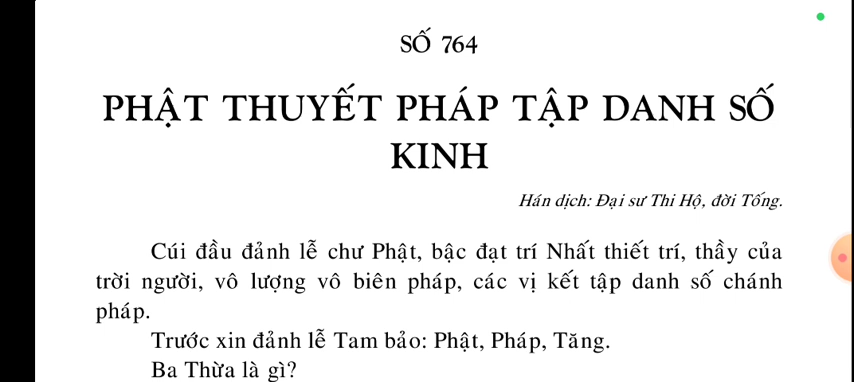 SỐ 764
PHẬT THUYẾT PHÁP TẬP DANH SỐ
KINH
Hán dịch: Đại sư Thi Hộ, đời Tống.
Cúi đầu đảnh lễ chư Phật, bậc đạt trí Nhất thiết trí, thầy của
trời người, vô lượng vô biên pháp, các vị kết tập danh số chánh
pháp.
Trước xin đảnh lễ Tam bảo: Phật, Pháp, Tăng.
Ba Thừa là gì?